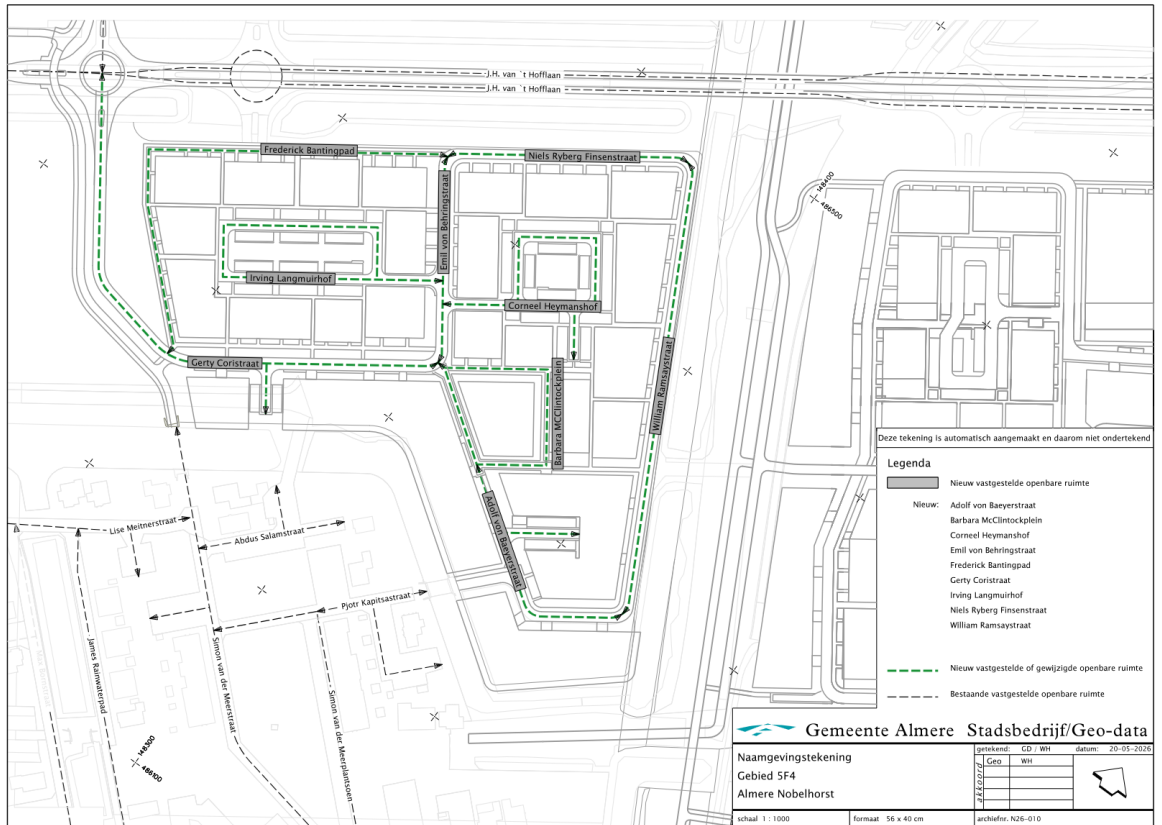 J.H. van `t Hofflaan
J.H. van `t Hofflaan
Frederick Bantingpad
Niels Ryberg Finsenstraat
Emil von Behringstraat
148400
486500
Irving Langmuirhof
Corneel Heymanshof
Gerty Coristraat
Barbara MCClintockplein
William Ramsaystraat
Adolf von Baeyerstraat
Lise Meitnerstraat
Abdus Salamstraat
Pjotr Kapitsastraat
James Rainwaterpad
Simon van der Meerstraat
Simon van der Meerplantsoen
148300
486100
Deze tekening is automatisch aangemaakt en daarom niet ondertekend
Legenda
Nieuw vastgestelde openbare ruimte
Nieuw: Adolf von Baeyerstraat
Barbara McClintockplein
Corneel Heymanshof
Emil von Behringstraat
Frederick Bantingpad
Gerty Coristraat
Irving Langmuirhof
Niels Ryberg Finsenstraat
WIlliam Ramsaystraat
Nieuw vastgestelde of gewijzigde openbare ruimte
Bestaande vastgestelde openbare ruimte
Gemeente Almere Stadsbedrijf/Geo-data
Naamgevingstekening
Gebied 5F4
Almere Nobelhorst
getekend: GD / WH datum: 20-05-2026
akkoord Geo WH
schaal 1 : 1000 formaat 56 x 40 cm archiefnr. N26-010